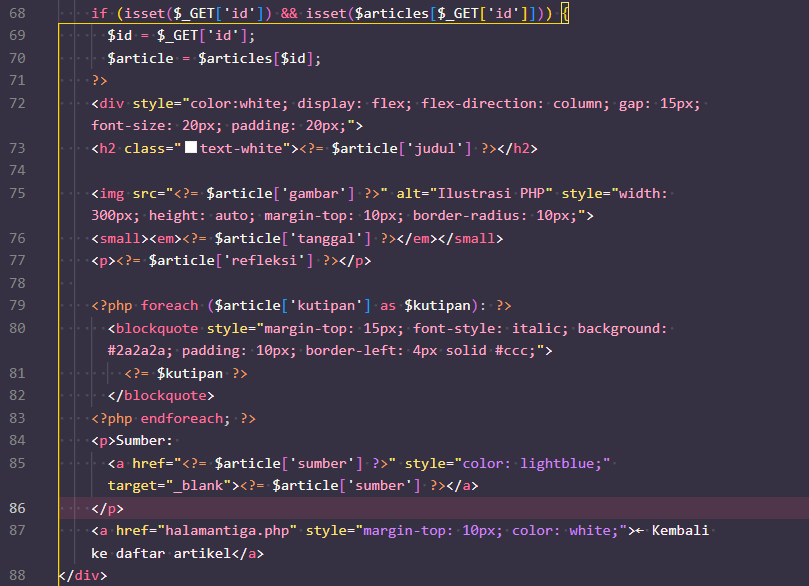 68 if (isset($_GET['id']) && isset($articles[$_GET['id']])) {
69 $id = $_GET['id'];
70 $article = $articles[$id];
71 ?>
72 <div style="color:white; display: flex; flex-direction: column; gap: 15px;
font-size: 20px; padding: 20px;">
73 <h2 class="text-white"><?= $article['judul'] ?></h2>
74
75 <img src="<?= $article['gambar'] ?>" alt="Ilustrasi PHP" style="width:
300px; height: auto; margin-top: 10px; border-radius: 10px;">
76 <small><em><?= $article['tanggal'] ?></em></small>
77 <p><?= $article['refleksi'] ?></p>
78
79 <?php foreach ($article['kutipan'] as $kutipan): ?>
80 <blockquote style="margin-top: 15px; font-style: italic; background:
#2a2a2a; padding: 10px; border-left: 4px solid #ccc;">
81 <?= $kutipan ?>
82 </blockquote>
83 <?php endforeach; ?>
84 <p>Sumber:
85 <a href="<?= $article['sumber'] ?>" style="color: lightblue;"
target="_blank"><?= $article['sumber'] ?></a>
86 </p>
87 <a href="halamantiga.php" style="margin-top: 10px; color: white;">← Kembali
ke daftar artikel</a>
88 </div>